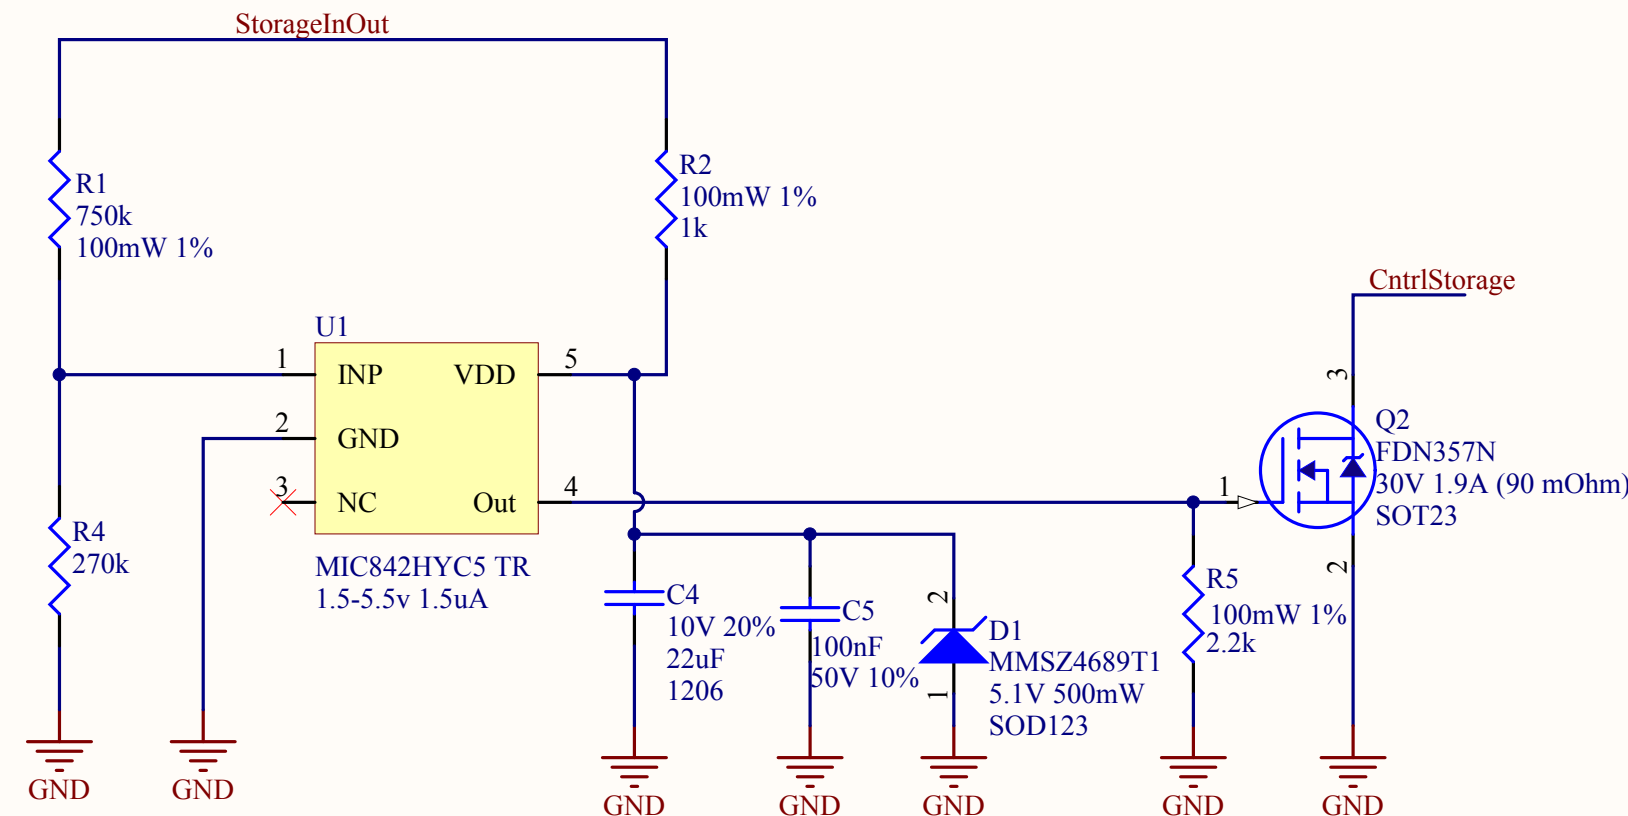 StorageInOut
R1
750k
100mW 1%
R2
100mW 1%
1k
CntrlStorage
U1
1
INP
VDD
5
2
GND
3
NC
Out
4
MIC842HYC5 TR
1.5-5.5v 1.5uA
R4
270k
3
Q2
FDN357N
30V 1.9A (90 mOhm)
SOT23
1
2
C4
10V 20%
22uF
1206
C5
100nF
50V 10%
2
D1
MMSZ4689T1
5.1V 500mW
SOD123
1
R5
100mW 1%
2.2k
GND
GND
GND
GND
GND
GND
GND